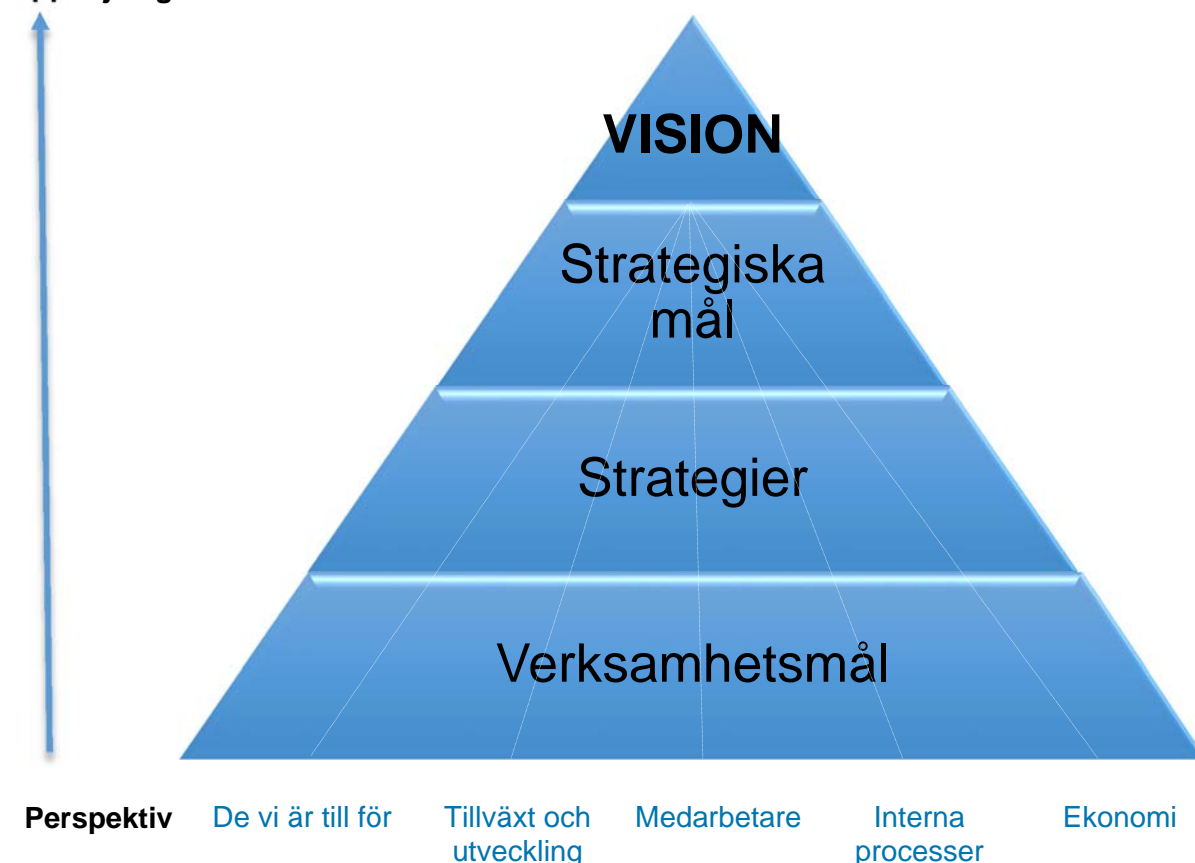 VISION
Strategiska
mål
Strategier
Verksamhetsmål
Perspektiv De vi är till för Tillväxt och Medarbetare Interna Ekonomi
utveckling processer